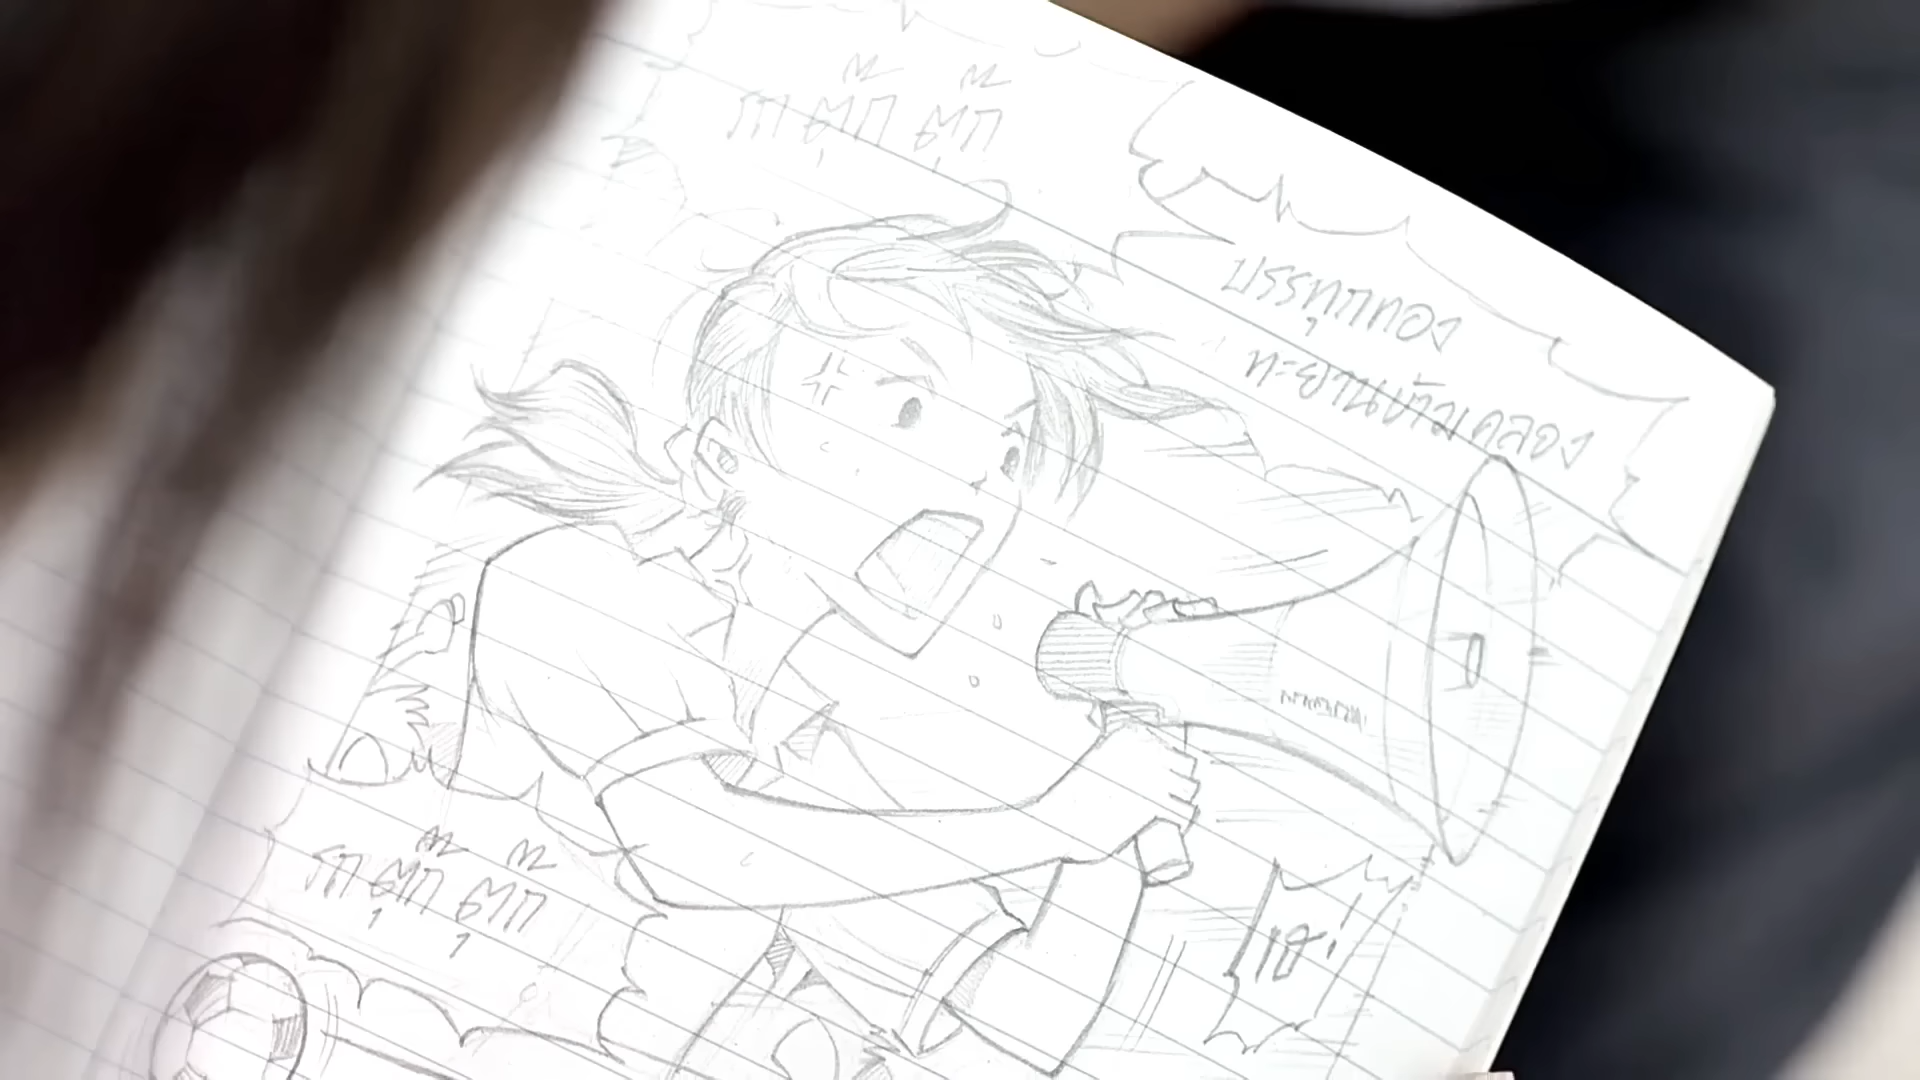 รถ ตุ๊ก ตุ๊ก
บรรทุกทอง
ทะยานข้ามคลอง
รถ ตุ๊ก ตุ๊ก
เฮ!